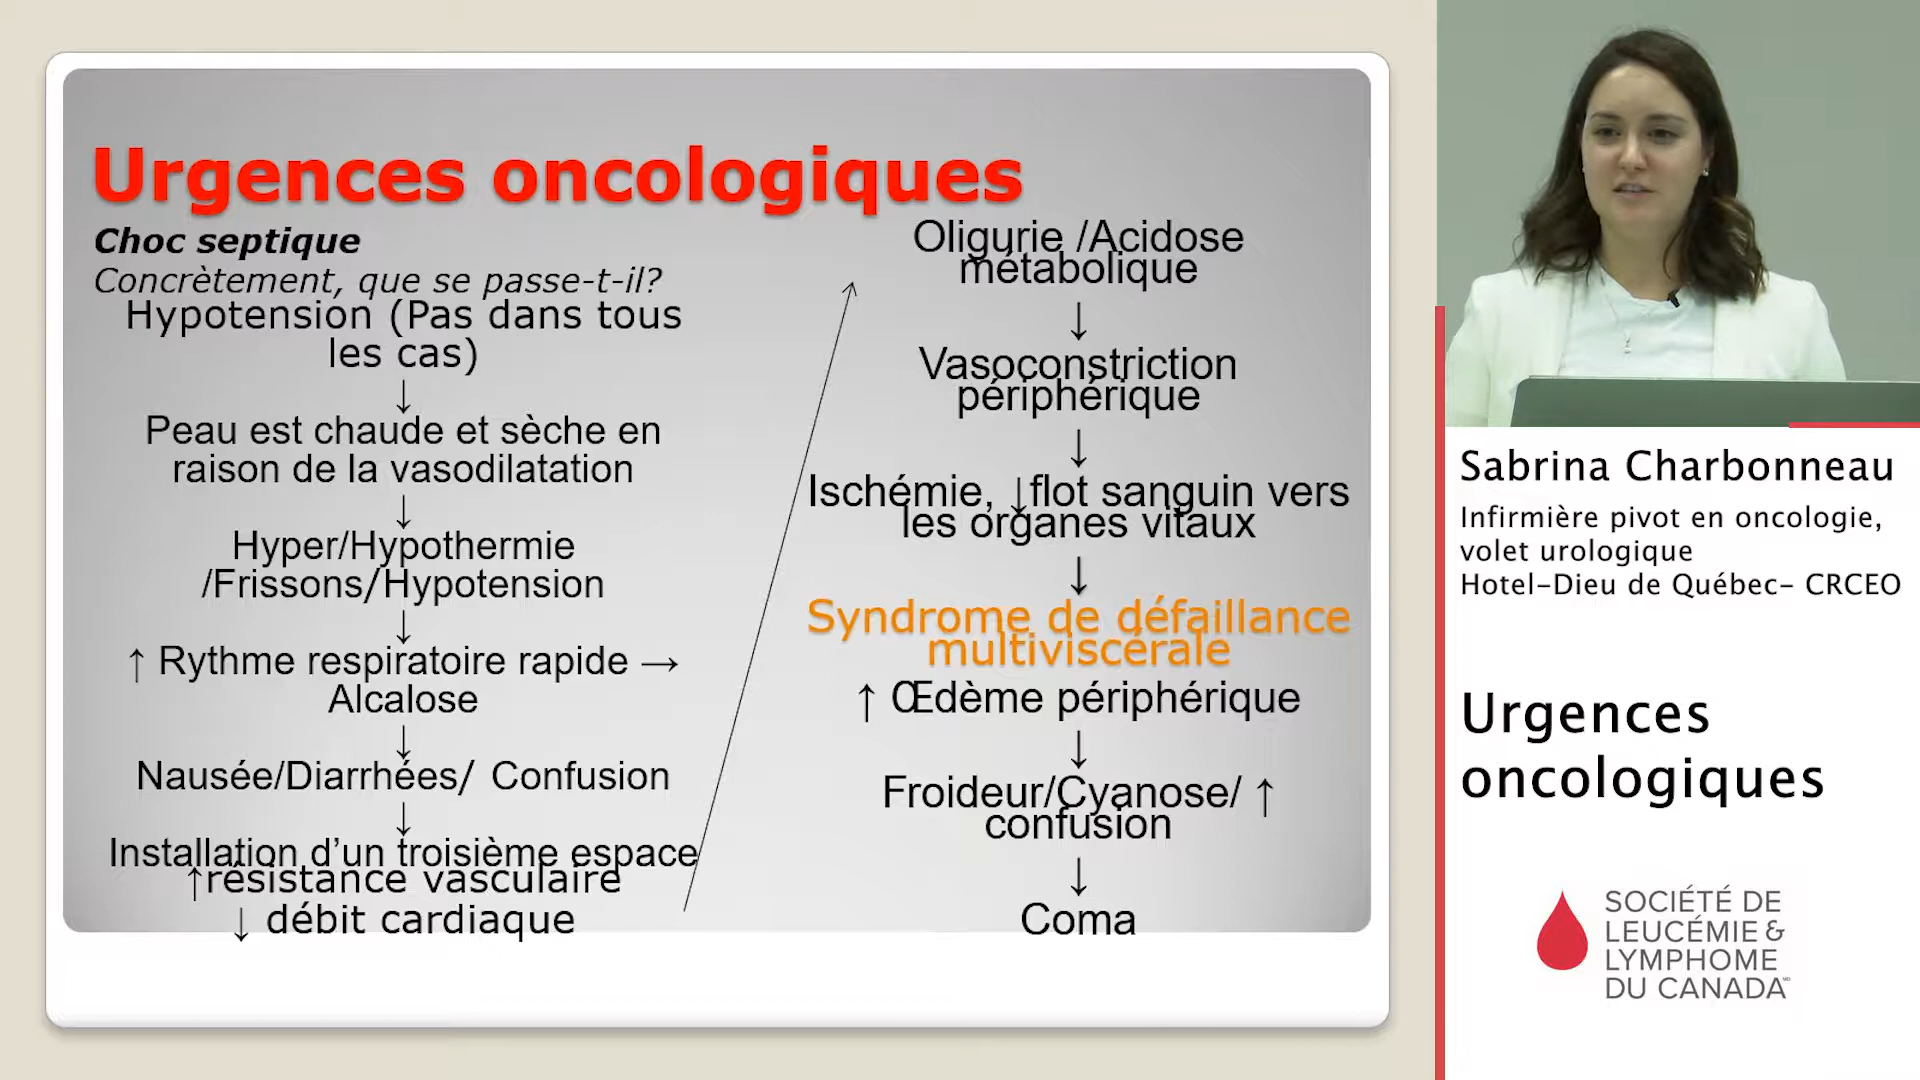 Urgences oncologiques
Choc septique
Concrètement, que se passe-t-il?
Hypotension (Pas dans tous
les cas)
↓
Peau est chaude et sèche en
raison de la vasodilatation
↓
Hyper/Hypothermie
/Frissons/Hypotension
↓
↑ Rythme respiratoire rapide →
Alcalose
↓
Nausée/Diarrhées/ Confusion
↓
Installation d’un troisième espace
↑résistance vasculaire
↓ débit cardiaque
Oligurie /Acidose
métabolique
↓
Vasoconstriction
périphérique
↓
Ischémie, ↓flot sanguin vers
les organes vitaux
↓
Syndrome de défaillance
multiviscérale
↑ Œdème périphérique
↓
Froideur/Cyanose/ ↑
confusion
↓
Coma
Sabrina Charbonneau
Infirmière pivot en oncologie,
volet urologique
Hotel-Dieu de Québec- CRCEO
Urgences
oncologiques
SOCIÉTÉ DE
LEUCÉMIE &
LYMPHOME
DU CANADA